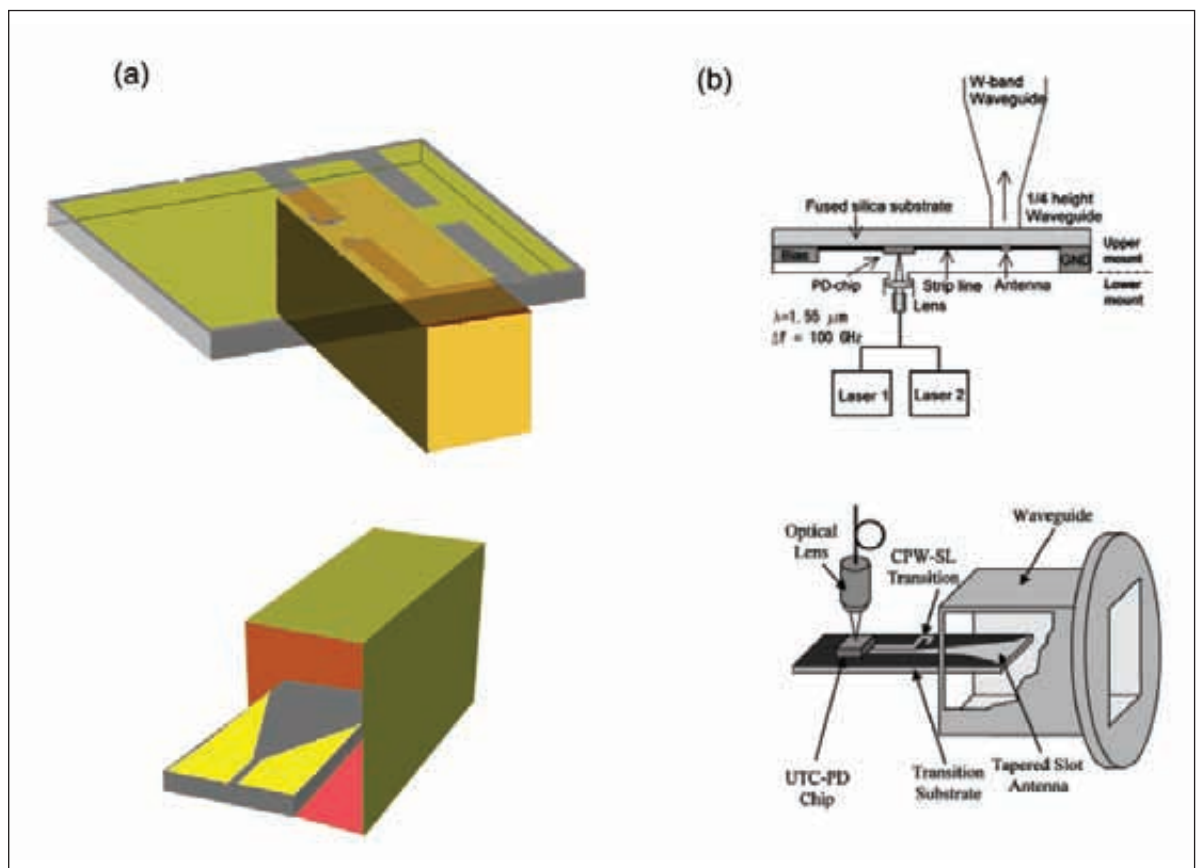 (a)
(b)
W-band
Waveguide
1/4 height
Waveguide
Fused silica substrate
Upper
mount
Bias
GND
PD-chip
Strip line
Antenna
Lower
mount
Lens
λ=1.55 μm
ΔF = 100 GHz
Laser 1
Laser 2
Optical
Lens
CPW-SL
Transition
Waveguide
UTC-PD
Chip
Transition
Substrate
Tapered Slot
Antenna